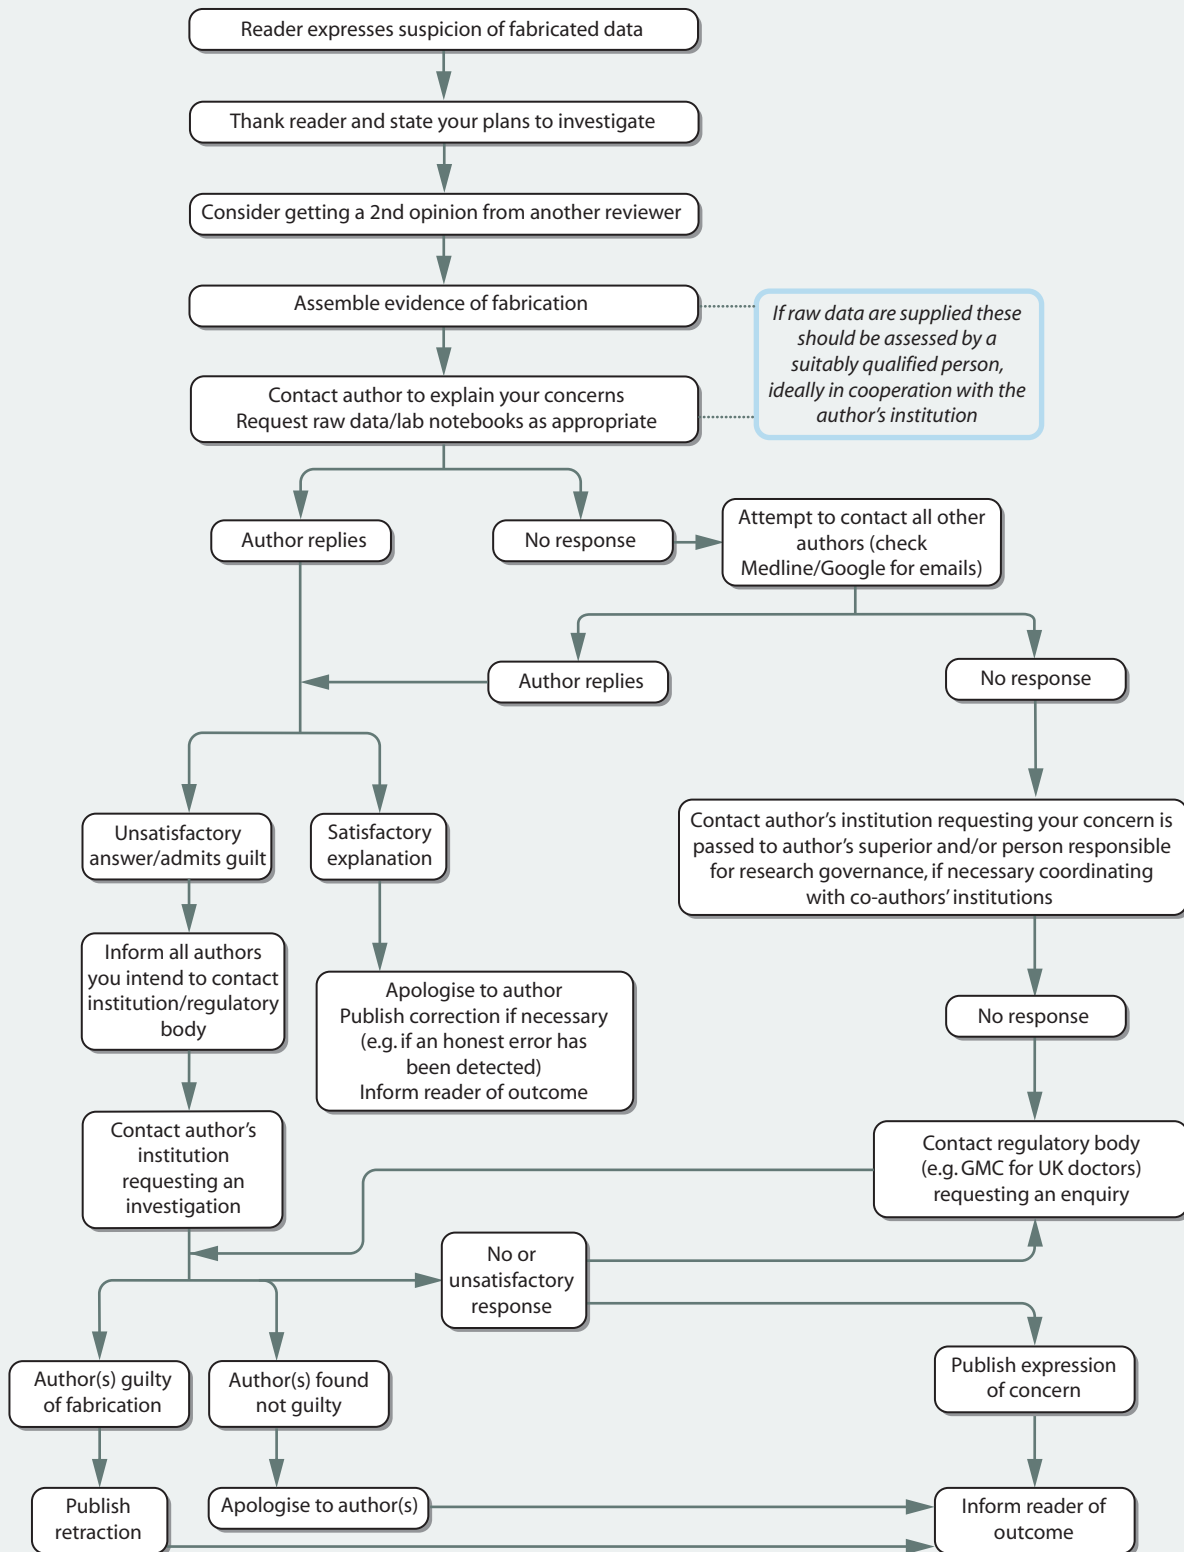 Reader expresses suspicion of fabricated data
Thank reader and state your plans to investigate
Consider getting a 2nd opinion from another reviewer
Assemble evidence of fabrication
If raw data are supplied these
should be assessed by a
suitably qualified person,
ideally in cooperation with the
author's institution
Contact author to explain your concerns
Request raw data/lab notebooks as appropriate
Author replies
No response
Attempt to contact all other
authors (check
Medline/Google for emails)
Author replies
No response
Unsatisfactory
answer/admits guilt
Satisfactory
explanation
Contact author's institution requesting your concern is
passed to author's superior and/or person responsible
for research governance, if necessary coordinating
with co-authors' institutions
Inform all authors
you intend to contact
institution/regulatory
body
Apologise to author
Publish correction if necessary
(e.g. if an honest error has
been detected)
Inform reader of outcome
No response
Contact author's
institution
requesting an
investigation
Contact regulatory body
(e.g. GMC for UK doctors)
requesting an enquiry
No or
unsatisfactory
response
Author(s) guilty
of fabrication
Author(s) found
not guilty
Publish expression
of concern
Publish
retraction
Apologise to author(s)
Inform reader of
outcome